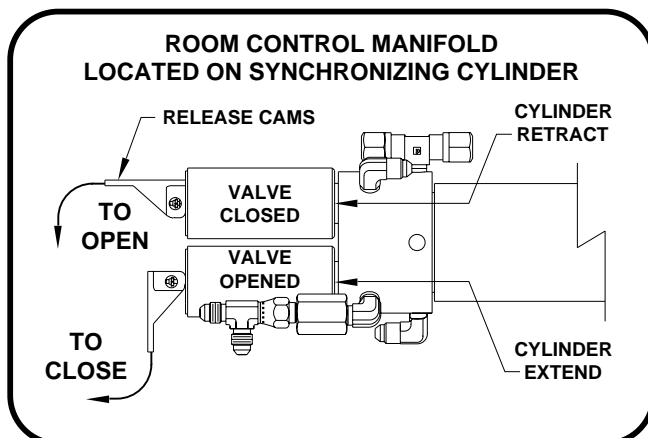 ROOM CONTROL MANIFOLD
LOCATED ON SYNCHRONIZING CYLINDER
RELEASE CAMS
CYLINDER
RETRACT
VALVE
CLOSED
TO
OPEN
VALVE
OPENED
TO
CLOSE
CYLINDER
EXTEND